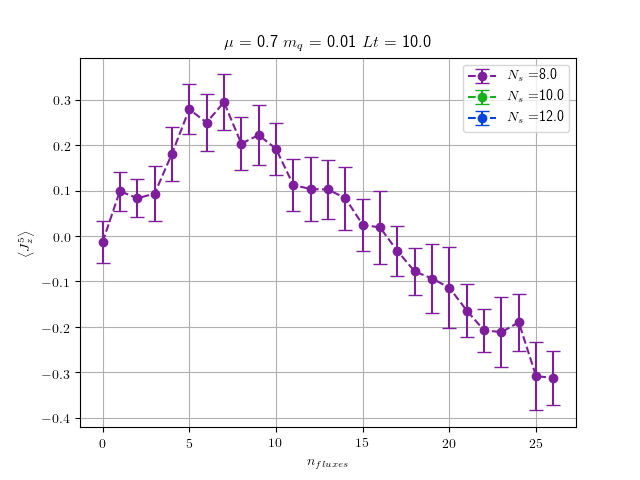 μ = 0.7 m_q = 0.01 Lt = 10.0
N_s =8.0
N_s =10.0
N_s =12.0
0.3
0.2
0.1
0.0
−0.1
−0.2
−0.3
−0.4
⟨J_z^5⟩
0 5 10 15 20 25
n_{fluxes}